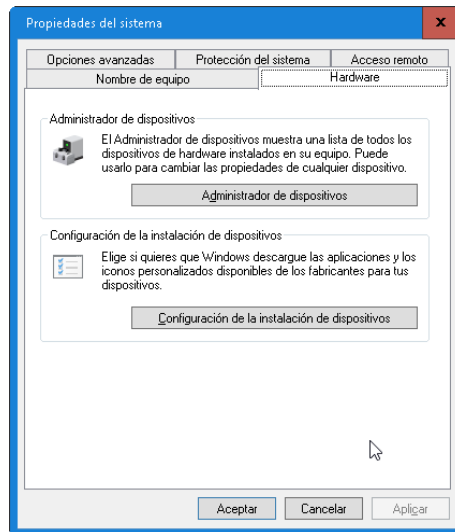 Propiedades del sistema
x
Opciones avanzadas Protección del sistema Acceso remoto
Nombre de equipo Hardware
Administrador de dispositivos
El Administrador de dispositivos muestra una lista de todos los
dispositivos de hardware instalados en su equipo. Puede
usarlo para cambiar las propiedades de cualquier dispositivo.
Administrador de dispositivos
Configuración de la instalación de dispositivos
Elige si quieres que Windows descargue las aplicaciones y los
iconos personalizados disponibles de los fabricantes para tus
dispositivos.
Configuración de la instalación de dispositivos
Aceptar Cancelar Aplicar